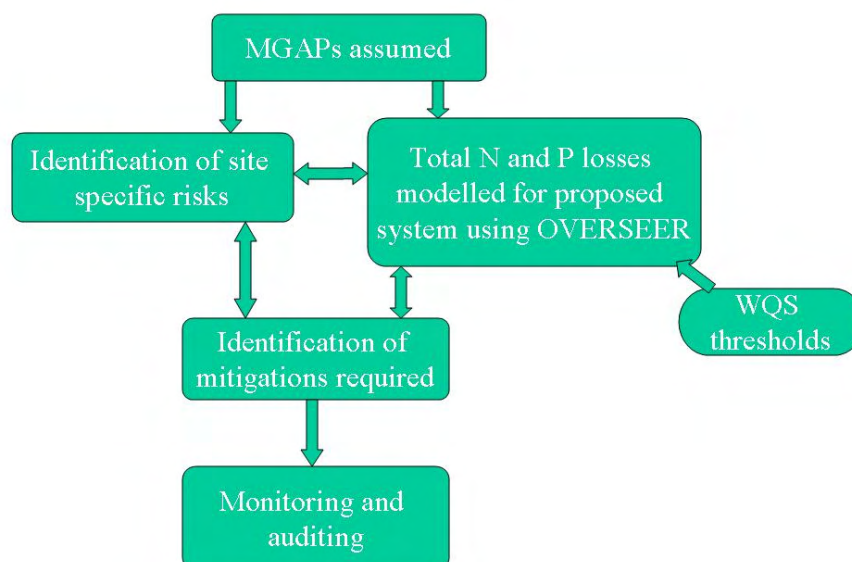 MGAPs assumed
Identification of site
specific risks
Total N and P losses
modelled for proposed
system using OVERSEER
WQS
thresholds
Identification of
mitigations required
Monitoring and
auditing